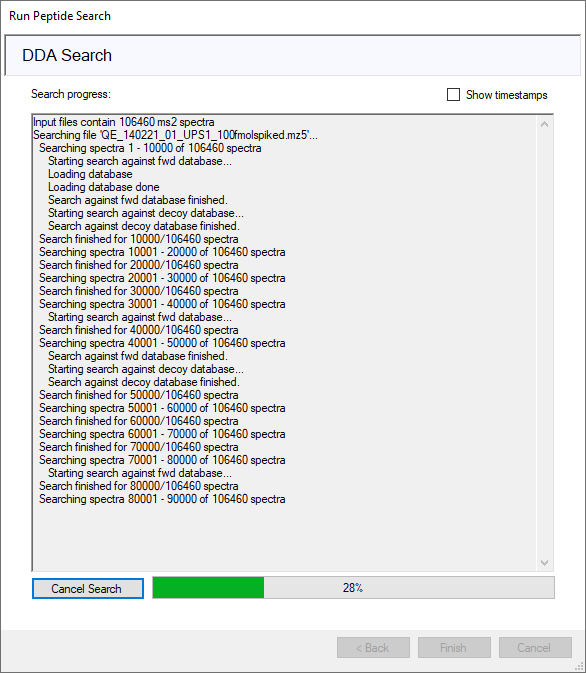 Run Peptide Search
DDA Search
Search progress:
Show timestamps
Input files contain 106460 ms2 spectra
Searching file 'QE_140221_01_UPS1_100fmolspiked.mz5'...
Searching spectra 1 - 10000 of 106460 spectra
Starting search against fwd database...
Loading database
Loading database done
Search against fwd database finished.
Starting search against decoy database...
Search against decoy database finished.
Search finished for 10000/106460 spectra
Searching spectra 10001 - 20000 of 106460 spectra
Search finished for 20000/106460 spectra
Searching spectra 20001 - 30000 of 106460 spectra
Search finished for 30000/106460 spectra
Searching spectra 30001 - 40000 of 106460 spectra
Starting search against fwd database...
Search finished for 40000/106460 spectra
Searching spectra 40001 - 50000 of 106460 spectra
Search against fwd database finished.
Starting search against decoy database...
Search against decoy database finished.
Search finished for 50000/106460 spectra
Searching spectra 50001 - 60000 of 106460 spectra
Search finished for 60000/106460 spectra
Searching spectra 60001 - 70000 of 106460 spectra
Search finished for 70000/106460 spectra
Searching spectra 70001 - 80000 of 106460 spectra
Starting search against fwd database...
Search finished for 80000/106460 spectra
Searching spectra 80001 - 90000 of 106460 spectra
Cancel Search
28%
< Back
Finish
Cancel